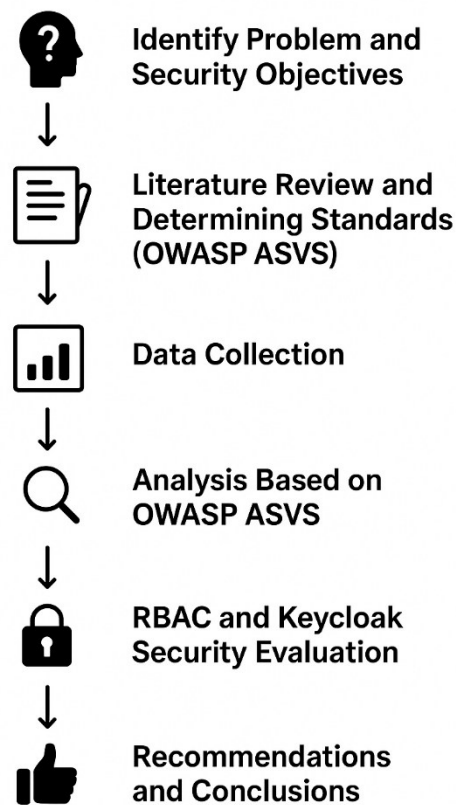 ?
Identify Problem and
Security Objectives
Literature Review and
Determining Standards
(OWASP ASVS)
Data Collection
Analysis Based on
OWASP ASVS
RBAC and Keycloak
Security Evaluation
Recommendations
and Conclusions